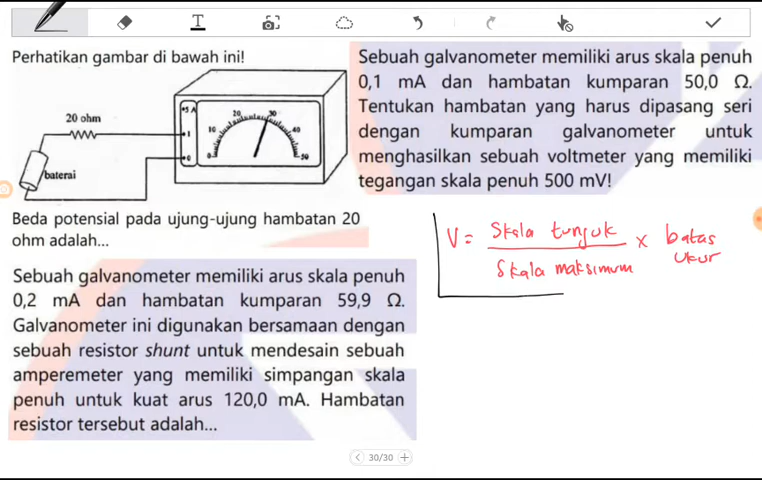 Perhatikan gambar di bawah ini!
20 ohm
baterai
+5 A
1
0
0
10
20
30
40
50
Beda potensial pada ujung-ujung hambatan 20
ohm adalah...
Sebuah galvanometer memiliki arus skala penuh
0,2 mA dan hambatan kumparan 59,9 Ω.
Galvanometer ini digunakan bersamaan dengan
sebuah resistor shunt untuk mendesain sebuah
amperemeter yang memiliki simpangan skala
penuh untuk kuat arus 120,0 mA. Hambatan
resistor tersebut adalah...
Sebuah galvanometer memiliki arus skala penuh
0,1 mA dan hambatan kumparan 50,0 Ω.
Tentukan hambatan yang harus dipasang seri
dengan kumparan galvanometer untuk
menghasilkan sebuah voltmeter yang memiliki
tegangan skala penuh 500 mV!
V = Skala tunjuk x batas
Skala maksimum ukur
30/30